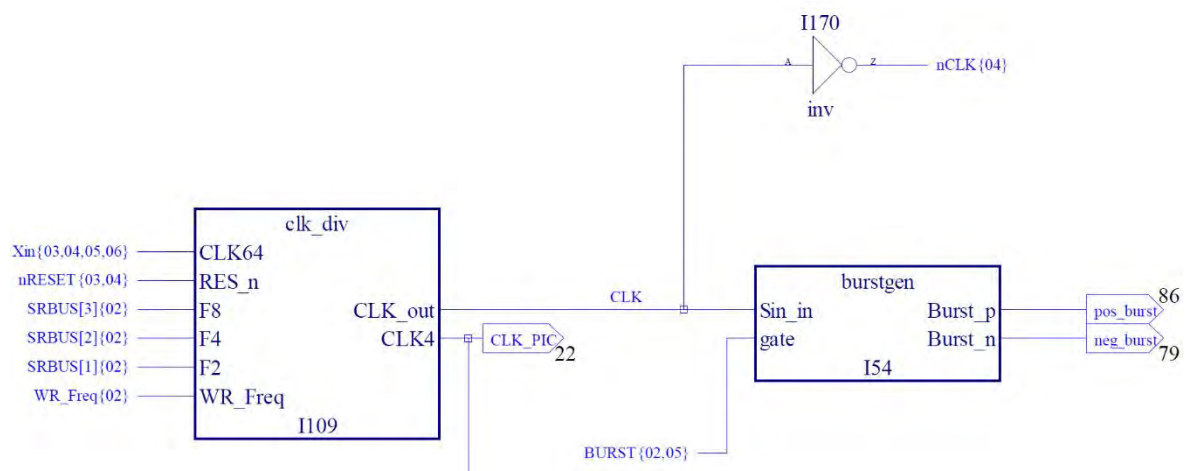 I170
A
Z
nCLK{04}
inv
clk_div
Xin{03,04,05,06}
CLK64
nRESET{03,04}
RES_n
SRBUS[3]{02}
F8
CLK_out
CLK
SRBUS[2]{02}
F4
CLK4
CLK_PIC
22
SRBUS[1]{02}
F2
WR_Freq{02}
WR_Freq
I109
burstgen
Sin_in
Burst_p
pos_burst
86
gate
Burst_n
neg_burst
79
I54
BURST{02,05}